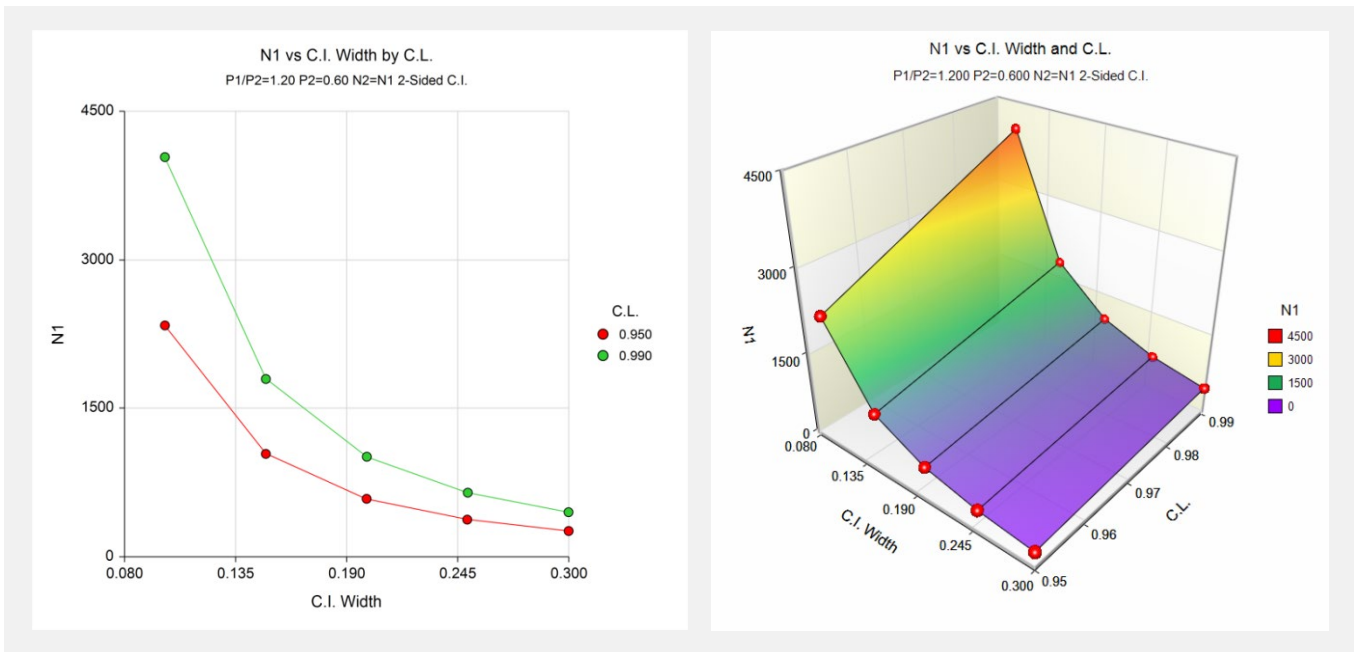 N1 vs C.I. Width by C.L.
P1/P2=1.20 P2=0.60 N2=N1 2-Sided C.I.
4500
3000
1500
0
N1
0.080
0.135
0.190
0.245
0.300
C.I. Width
C.L.
0.950
0.990
N1 vs C.I. Width and C.L.
P1/P2=1.200 P2=0.600 N2=N1 2-Sided C.I.
4500
3000
1500
0
N1
0.080
0.135
0.190
0.245
0.300
C.I. Width
0.95
0.96
0.97
0.98
0.99
C.L.
N1
4500
3000
1500
0